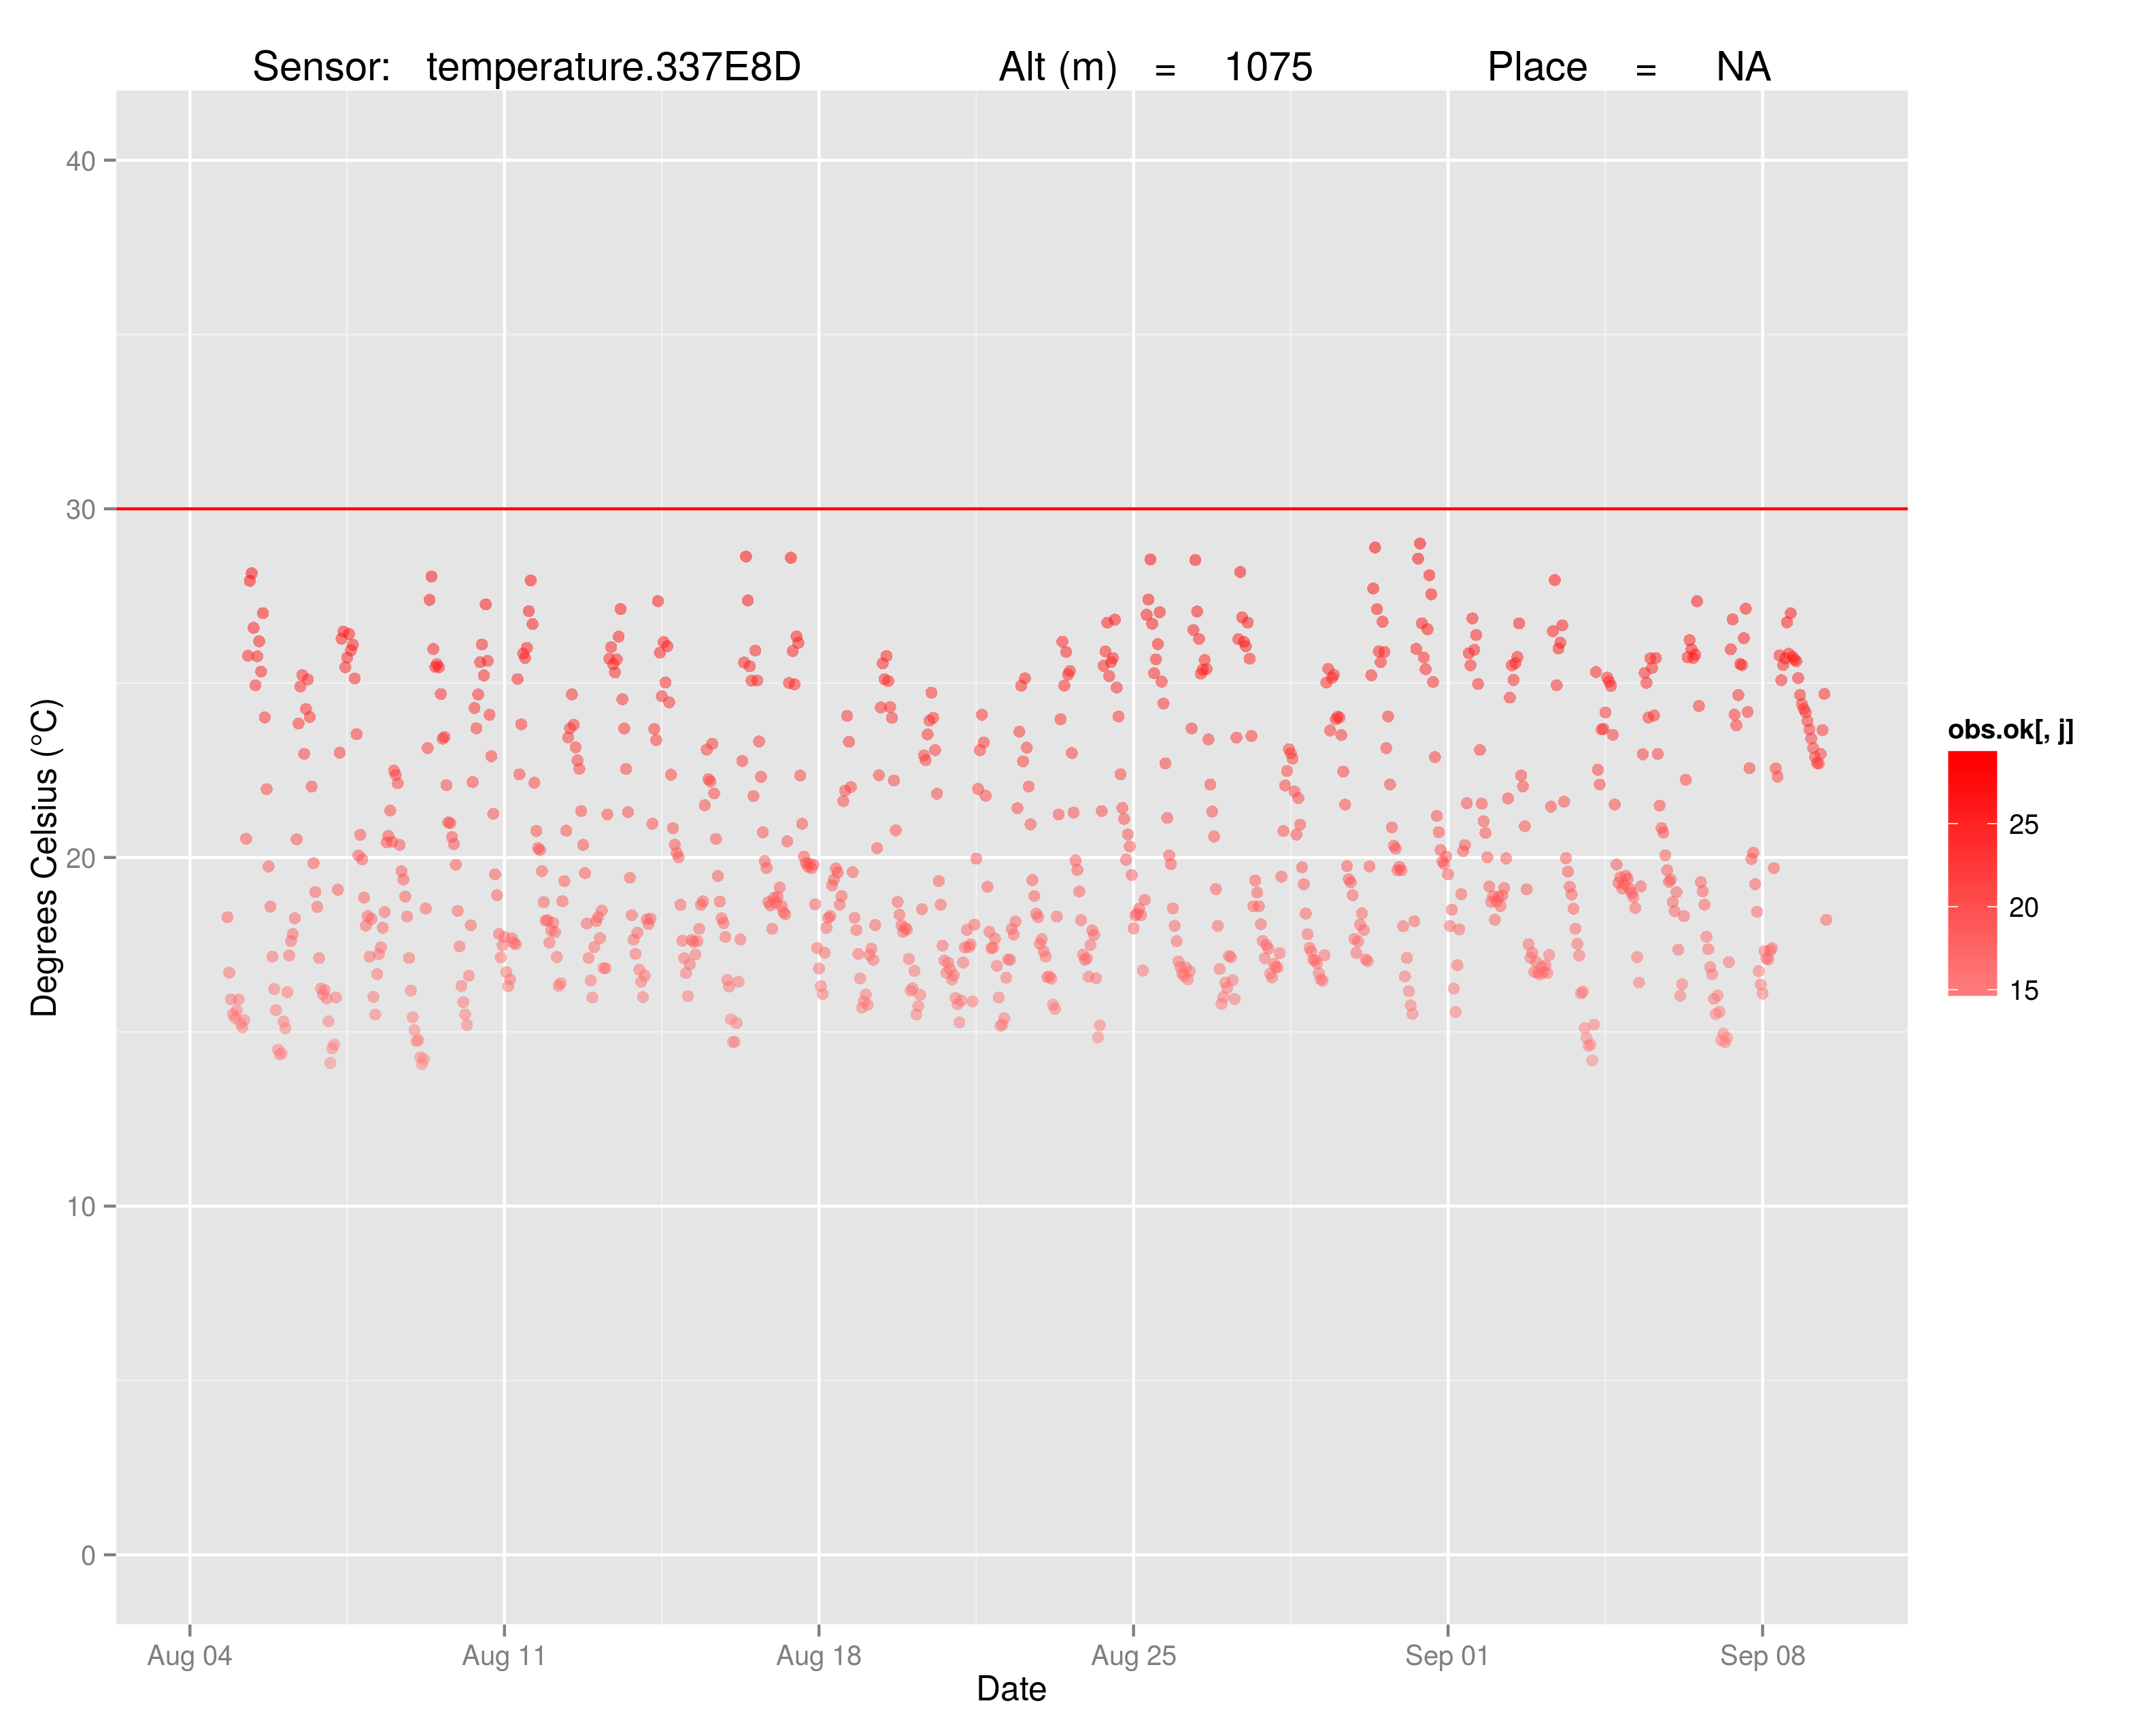 Sensor: temperature.337E8D Alt (m) = 1075 Place = NA
40
30
20
10
0
Degrees Celsius (°C)
Aug 04 Aug 11 Aug 18 Aug 25 Sep 01 Sep 08
Date
obs.ok[, j]
25
20
15